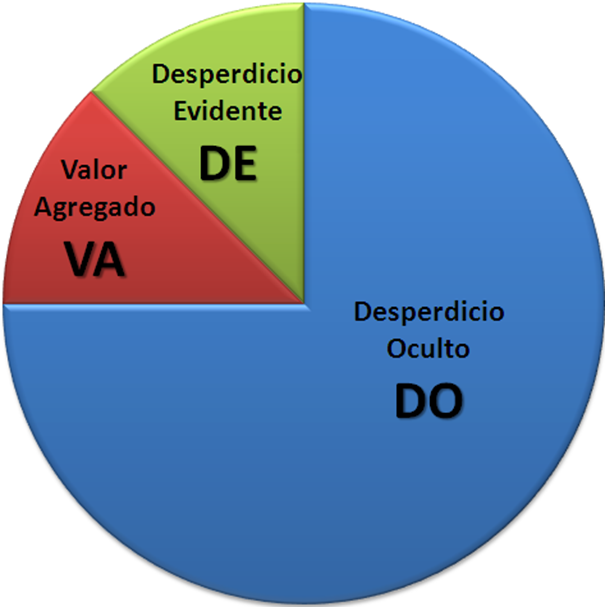 Desperdicio
Evidente
DE
Valor
Agregado
VA
Desperdicio
Oculto
DO